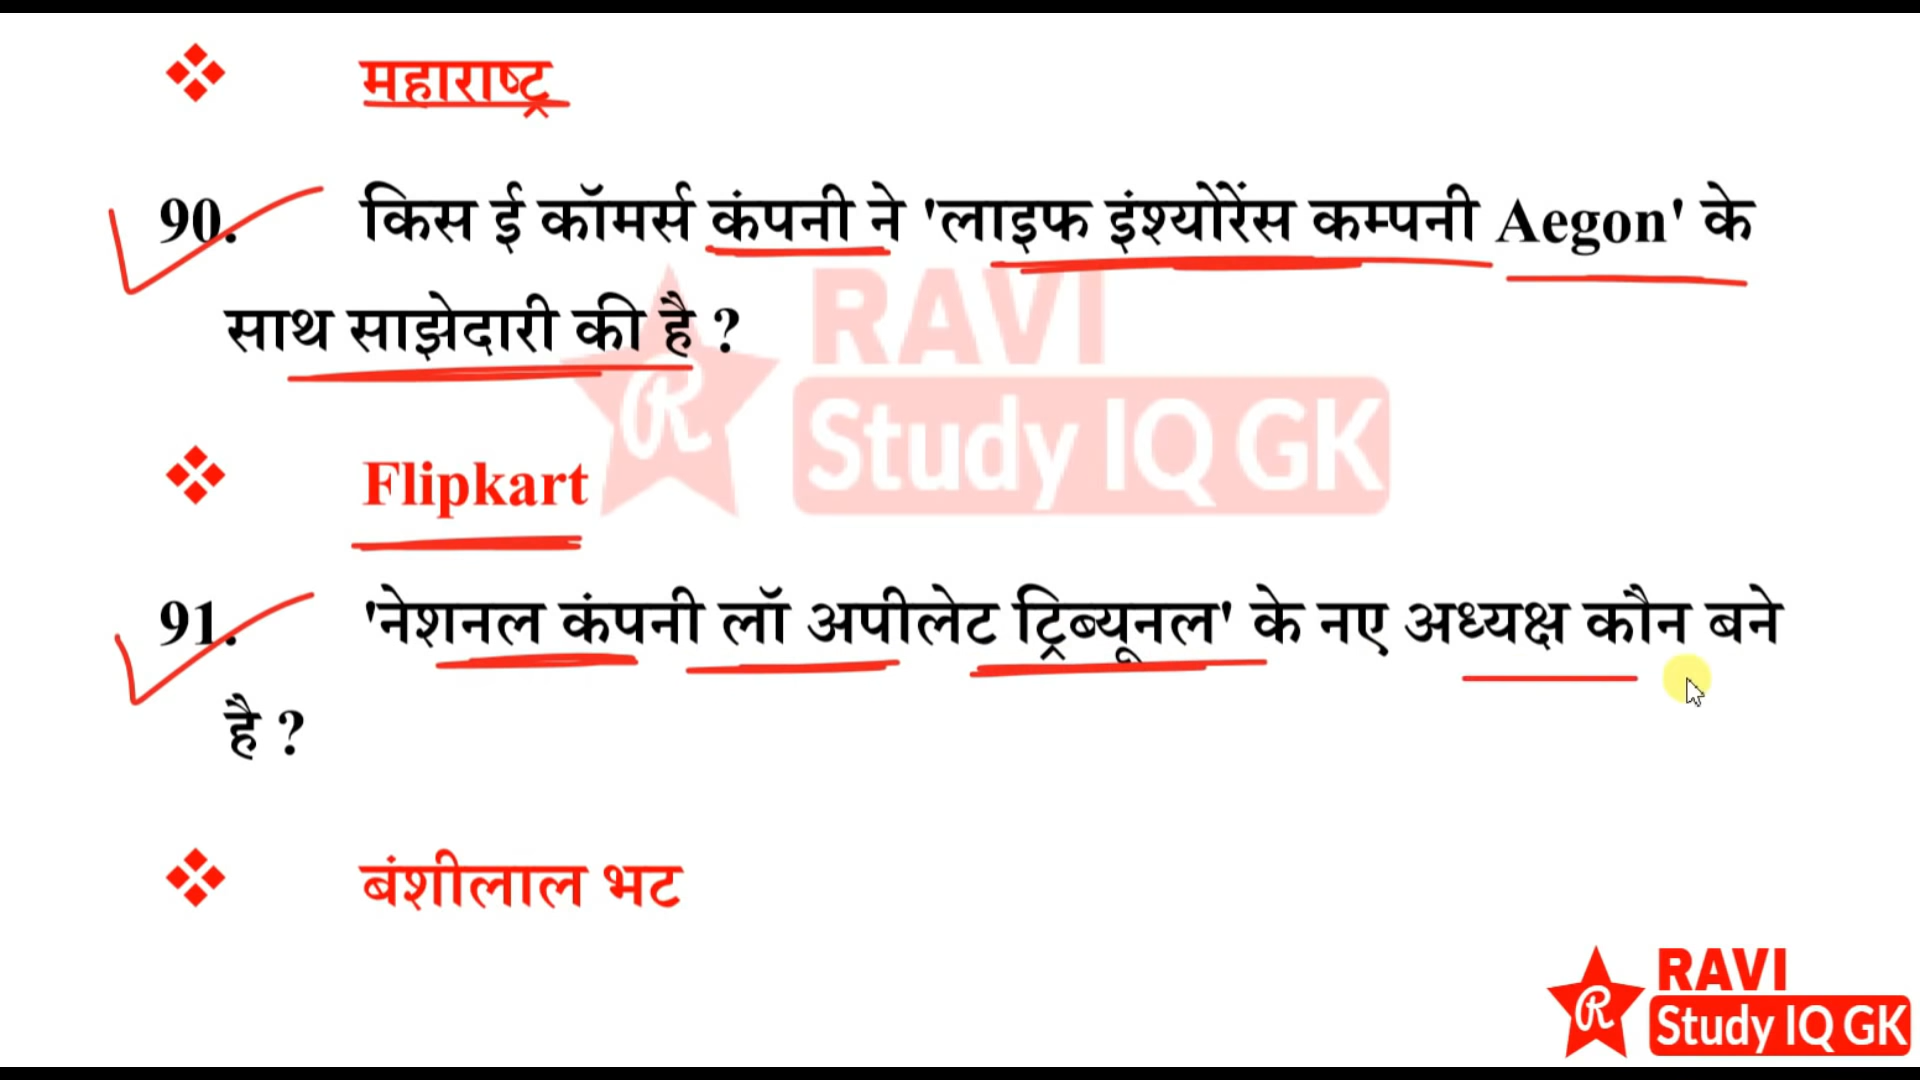 महाराष्ट्र
90. किस ई कॉमर्स कंपनी ने 'लाइफ इंश्योरेंस कम्पनी Aegon' के
साथ साझेदारी की है ?
RAVI
Study IQ GK
Flipkart
91. 'नेशनल कंपनी लॉ अपीलेट ट्रिब्यूनल' के नए अध्यक्ष कौन बने
है ?
बंशीलाल भट
R RAVI
Study IQ GK